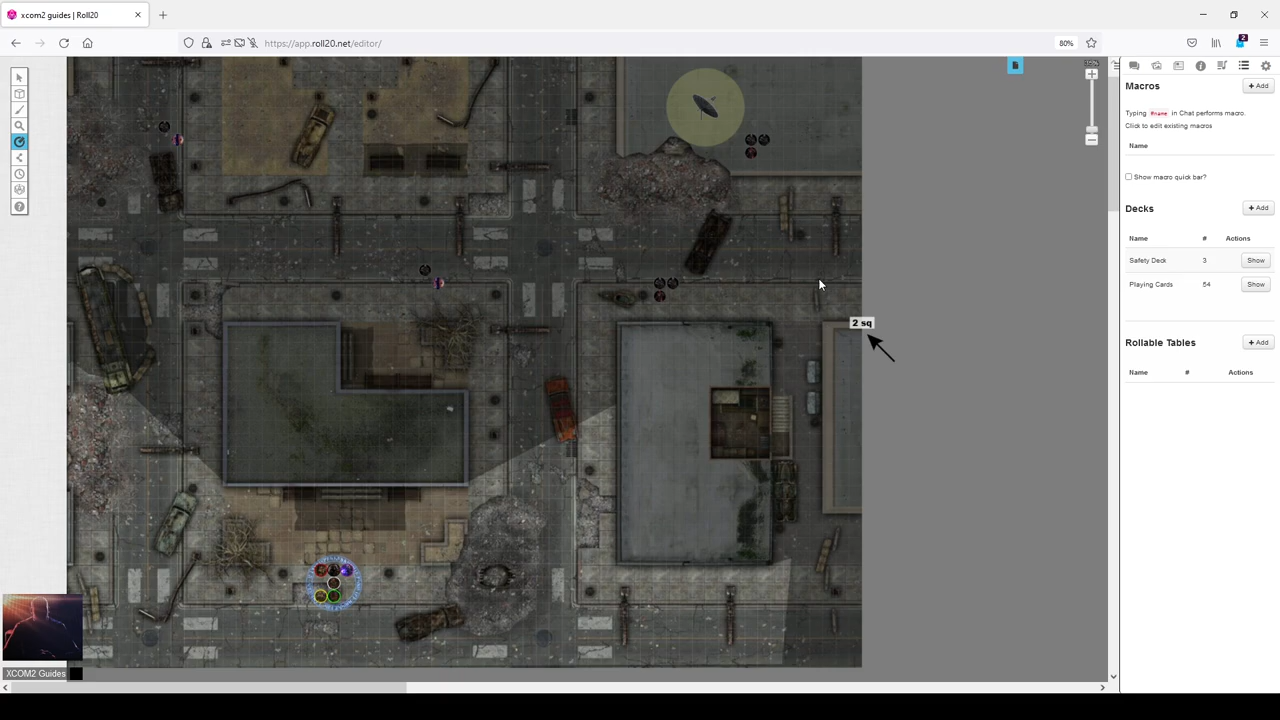 xcom2 guides | Roll20
https://app.roll20.net/editor/
80%
2
Macros
Add
Typing #name in Chat performs macro.
Click to edit existing macros
Name
Show macro quick bar?
Decks
Add
Name # Actions
Safety Deck 3 Show
Playing Cards 54 Show
Rollable Tables
Add
Name # Actions
2 sq
XCOM2 Guides